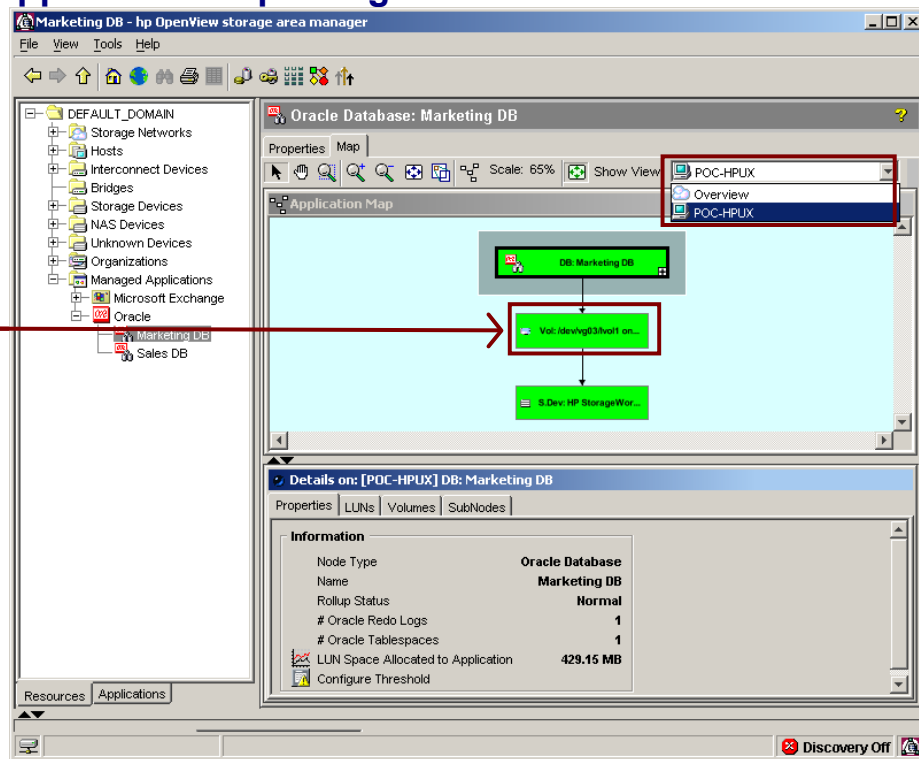 Marketing DB - hp OpenView storage area manager
File View Tools Help
DEFAULT_DOMAIN
Storage Networks
Hosts
Interconnect Devices
Bridges
Storage Devices
NAS Devices
Unknown Devices
Organizations
Managed Applications
Microsoft Exchange
Oracle
Marketing DB
Sales DB
Resources Applications
Oracle Database: Marketing DB ?
Properties Map
Scale: 65% Show View POC-HPUX
Overview
POC-HPUX
Application Map
DB: Marketing DB
Vol: /dev/vg03/lvol1 on...
S.Dev: HP StorageWor...
Details on: [POC-HPUX] DB: Marketing DB
Properties LUNs Volumes SubNodes
Information
Node Type Oracle Database
Name Marketing DB
Rollup Status Normal
# Oracle Redo Logs 1
# Oracle Tablespaces 1
LUN Space Allocated to Application 429.15 MB
Configure Threshold
Discovery Off